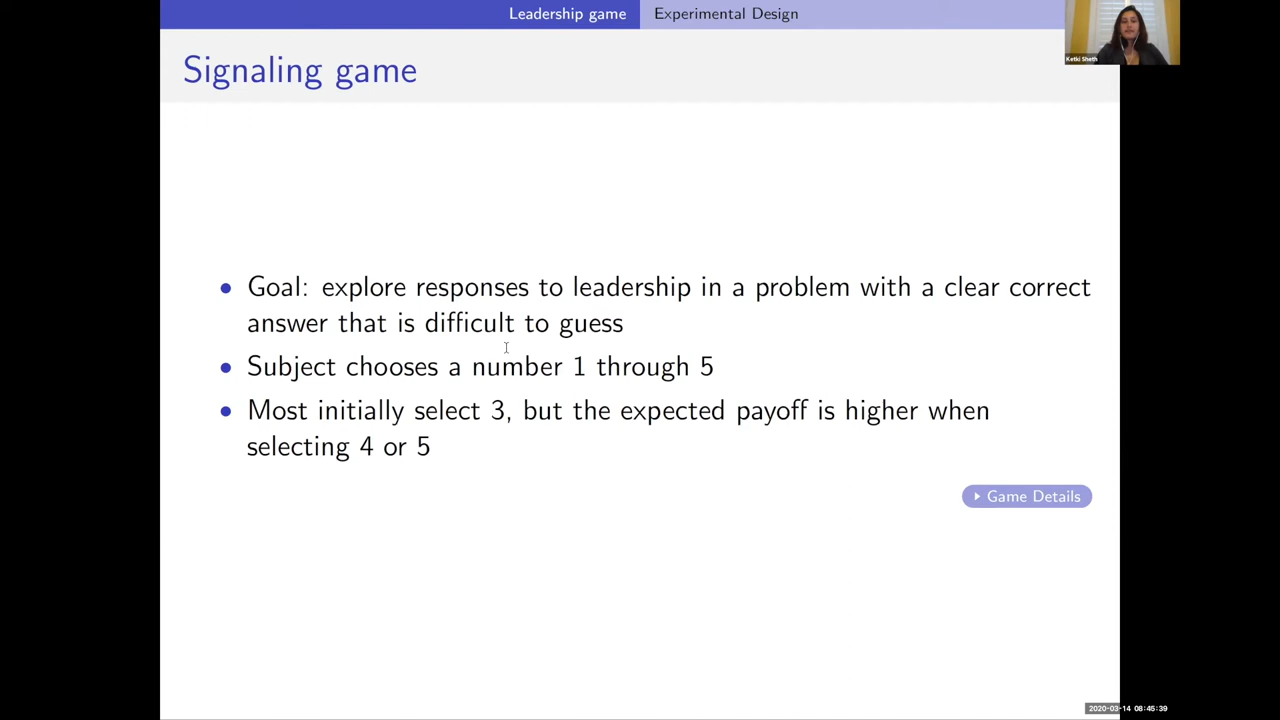 Leadership game Experimental Design
Ketki Sheth
Signaling game
• Goal: explore responses to leadership in a problem with a clear correct
answer that is difficult to guess
• Subject chooses a number 1 through 5
• Most initially select 3, but the expected payoff is higher when
selecting 4 or 5
Game Details
2020-03-14 08:45:39